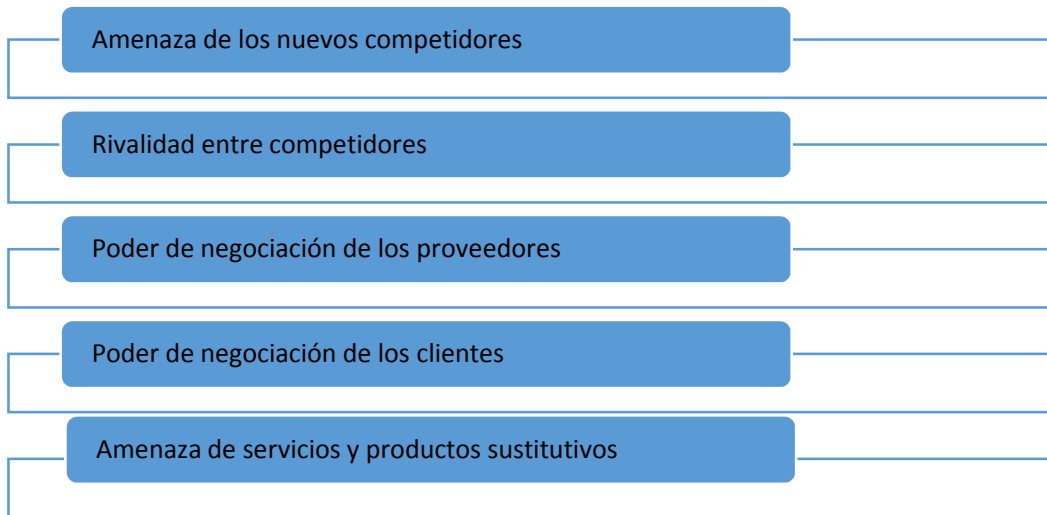 Amenaza de los nuevos competidores
Rivalidad entre competidores
Poder de negociación de los proveedores
Poder de negociación de los clientes
Amenaza de servicios y productos sustitutivos